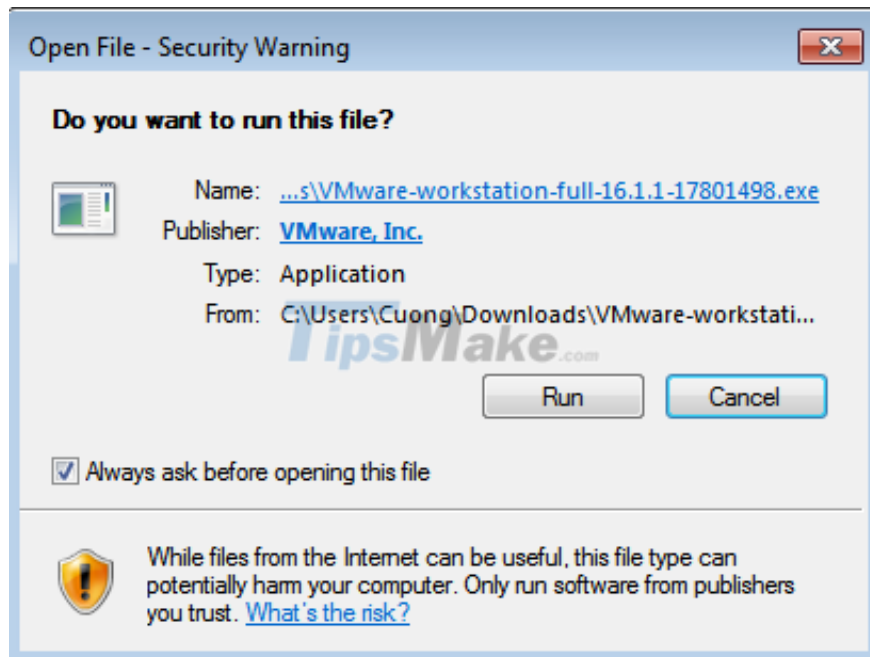 Open File - Security Warning
Do you want to run this file?
Name: ...s\VMware-workstation-full-16.1.1-17801498.exe
Publisher: VMware, Inc.
Type: Application
From: C:\Users\Cuong\Downloads\VMware-workstati...
TipsMake.com
Run Cancel
Always ask before opening this file
While files from the Internet can be useful, this file type can
potentially harm your computer. Only run software from publishers
you trust. What's the risk?